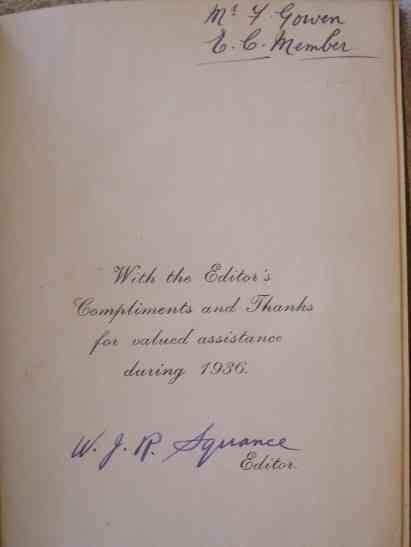 Mr F. Gowen
E. C. Member
With the Editor's
Compliments and Thanks
for valued assistance
during 1936.
W. J. R. Squance
Editor.